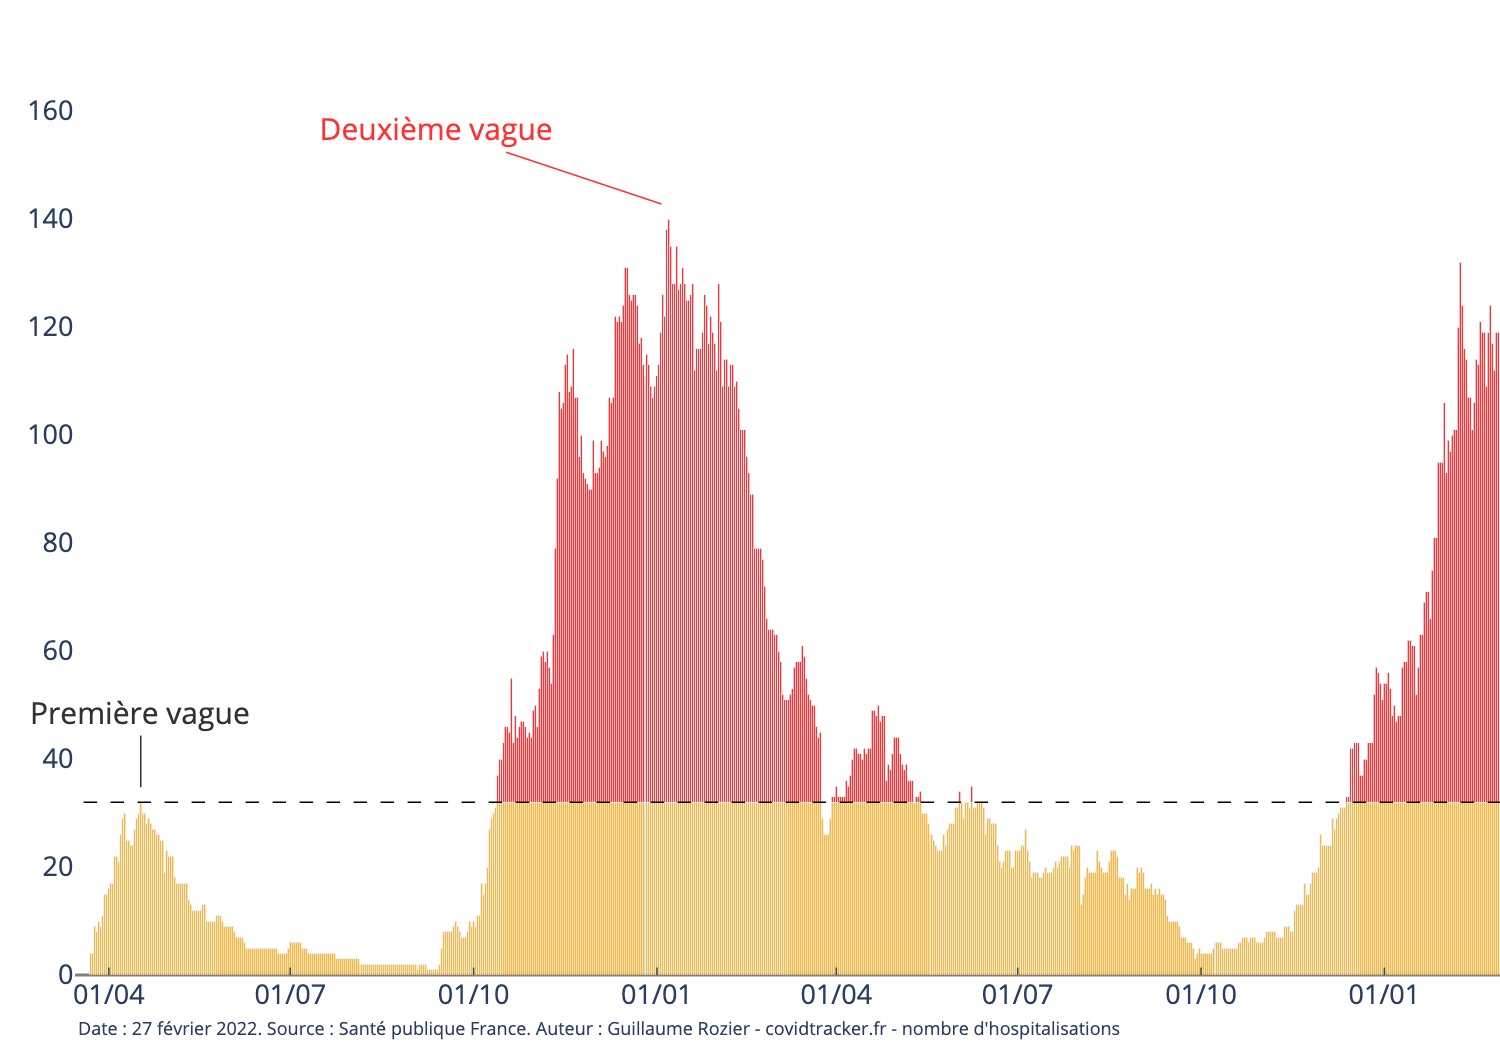 160
Deuxième vague
140
120
100
80
60
Première vague
40
20
0
01/04 01/07 01/10 01/01 01/04 01/07 01/10 01/01
Date : 27 février 2022. Source : Santé publique France. Auteur : Guillaume Rozier - covidtracker.fr - nombre d'hospitalisations